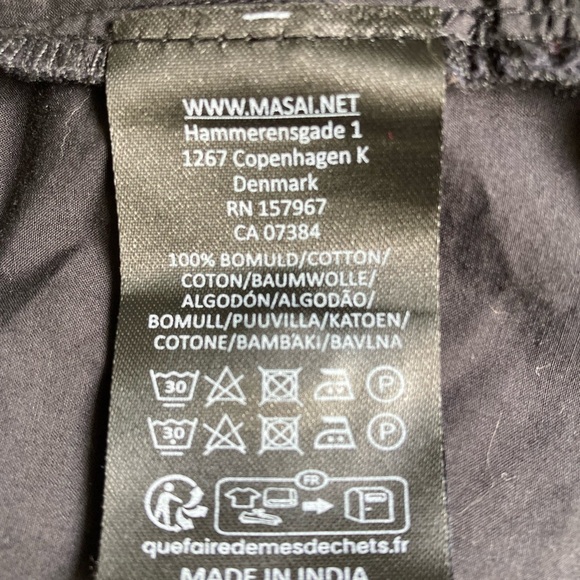 WWW.MASAI.NET
Hammerensgade 1
1267 Copenhagen K
Denmark
RN 157967
CA 07384
100% BOMULD/COTTON/
COTON/BAUMWOLLE/
ALGODÓN/ALGODÃO/
BOMULL/PUUVILLA/KATOEN/
COTONE/BAMBAKI/BAVLNA
30 P
30 P
FR
quefairedemesdechets.fr
MADE IN INDIA